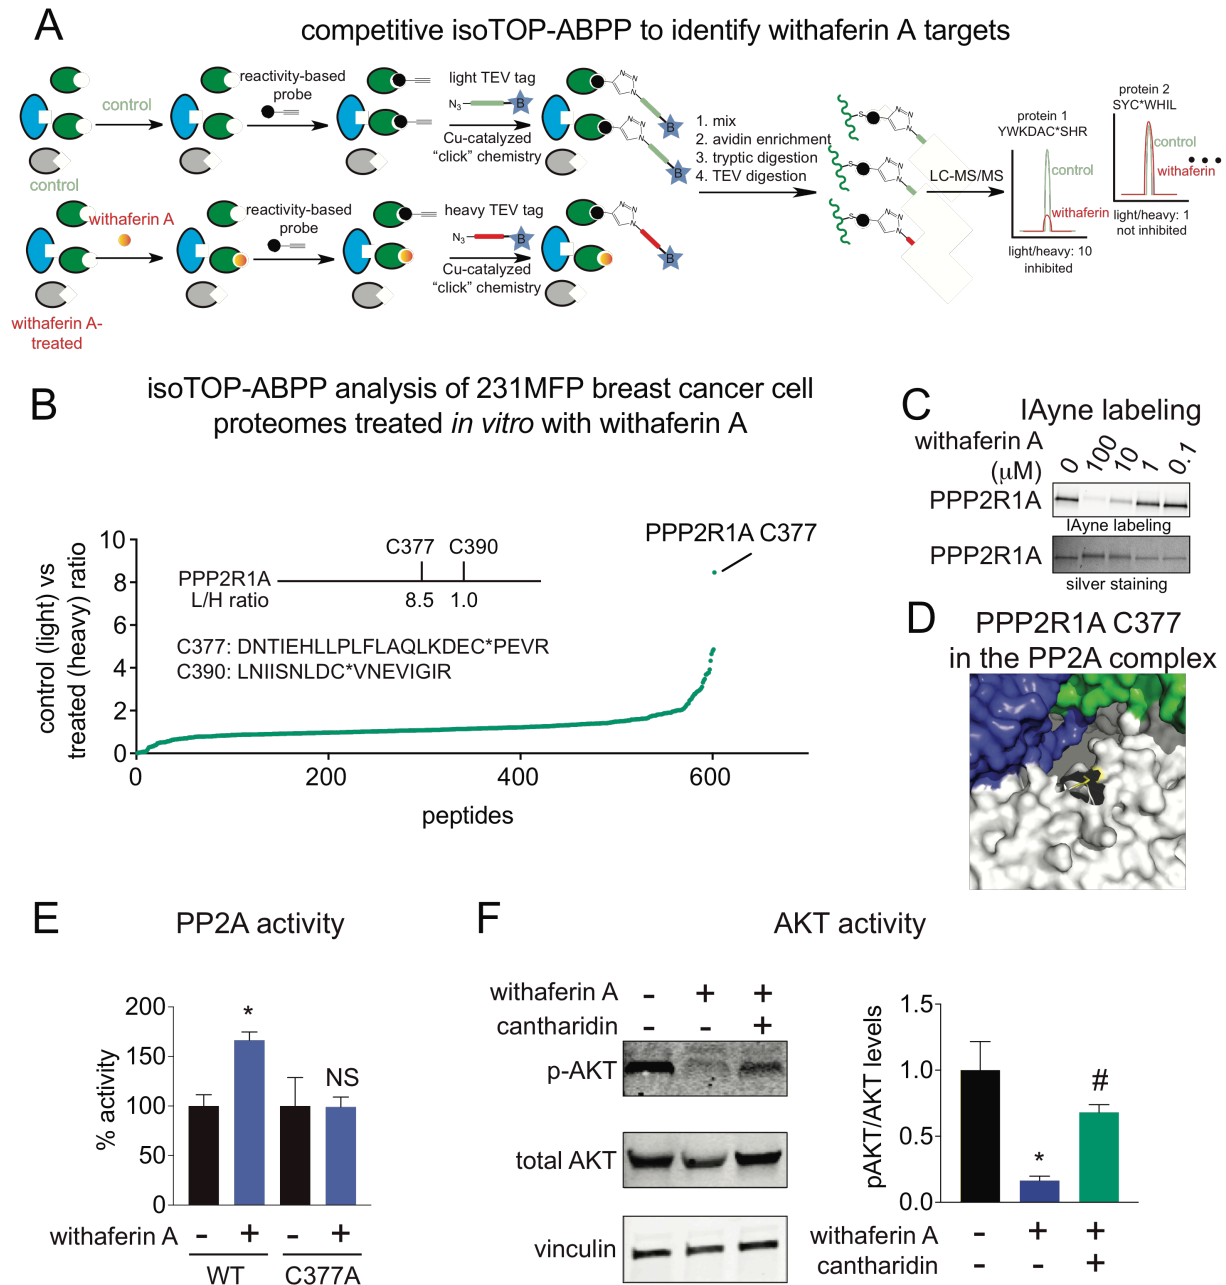 A
competitive isoTOP-ABPP to identify withaferin A targets
control
reactivity-based
probe
light TEV tag
N3
B
Cu-catalyzed
"click" chemistry
B
B
1. mix
2. avidin enrichment
3. tryptic digestion
4. TEV digestion
LC-MS/MS
protein 1
YWKDAC*SHR
control
withaferin
light/heavy: 10
inhibited
protein 2
SYC*WHIL
control
withaferin
light/heavy: 1
not inhibited
control
withaferin A
reactivity-based
probe
heavy TEV tag
N3
B
Cu-catalyzed
"click" chemistry
B
withaferin A-
treated
B
isoTOP-ABPP analysis of 231MFP breast cancer cell
proteomes treated in vitro with withaferin A
control (light) vs
treated (heavy) ratio
10
8
6
4
2
0
0
200
400
600
peptides
C377 C390
PPP2R1A
L/H ratio 8.5 1.0
C377: DNTIEHLLPLFLAQLKDEC*PEVR
C390: LNIISNLDC*VNEVIGIR
PPP2R1A C377
C
IAyne labeling
withaferin A
(μM)
0 100 10 1 0.1
PPP2R1A
IAyne labeling
PPP2R1A
silver staining
D
PPP2R1A C377
in the PP2A complex
E
PP2A activity
% activity
200
150
100
50
0
*
NS
withaferin A - + - +
WT C377A
F
AKT activity
withaferin A - + +
cantharidin - - +
p-AKT
total AKT
vinculin
pAKT/AKT levels
1.5
1.0
0.5
0.0
*
#
withaferin A - + +
cantharidin - - +